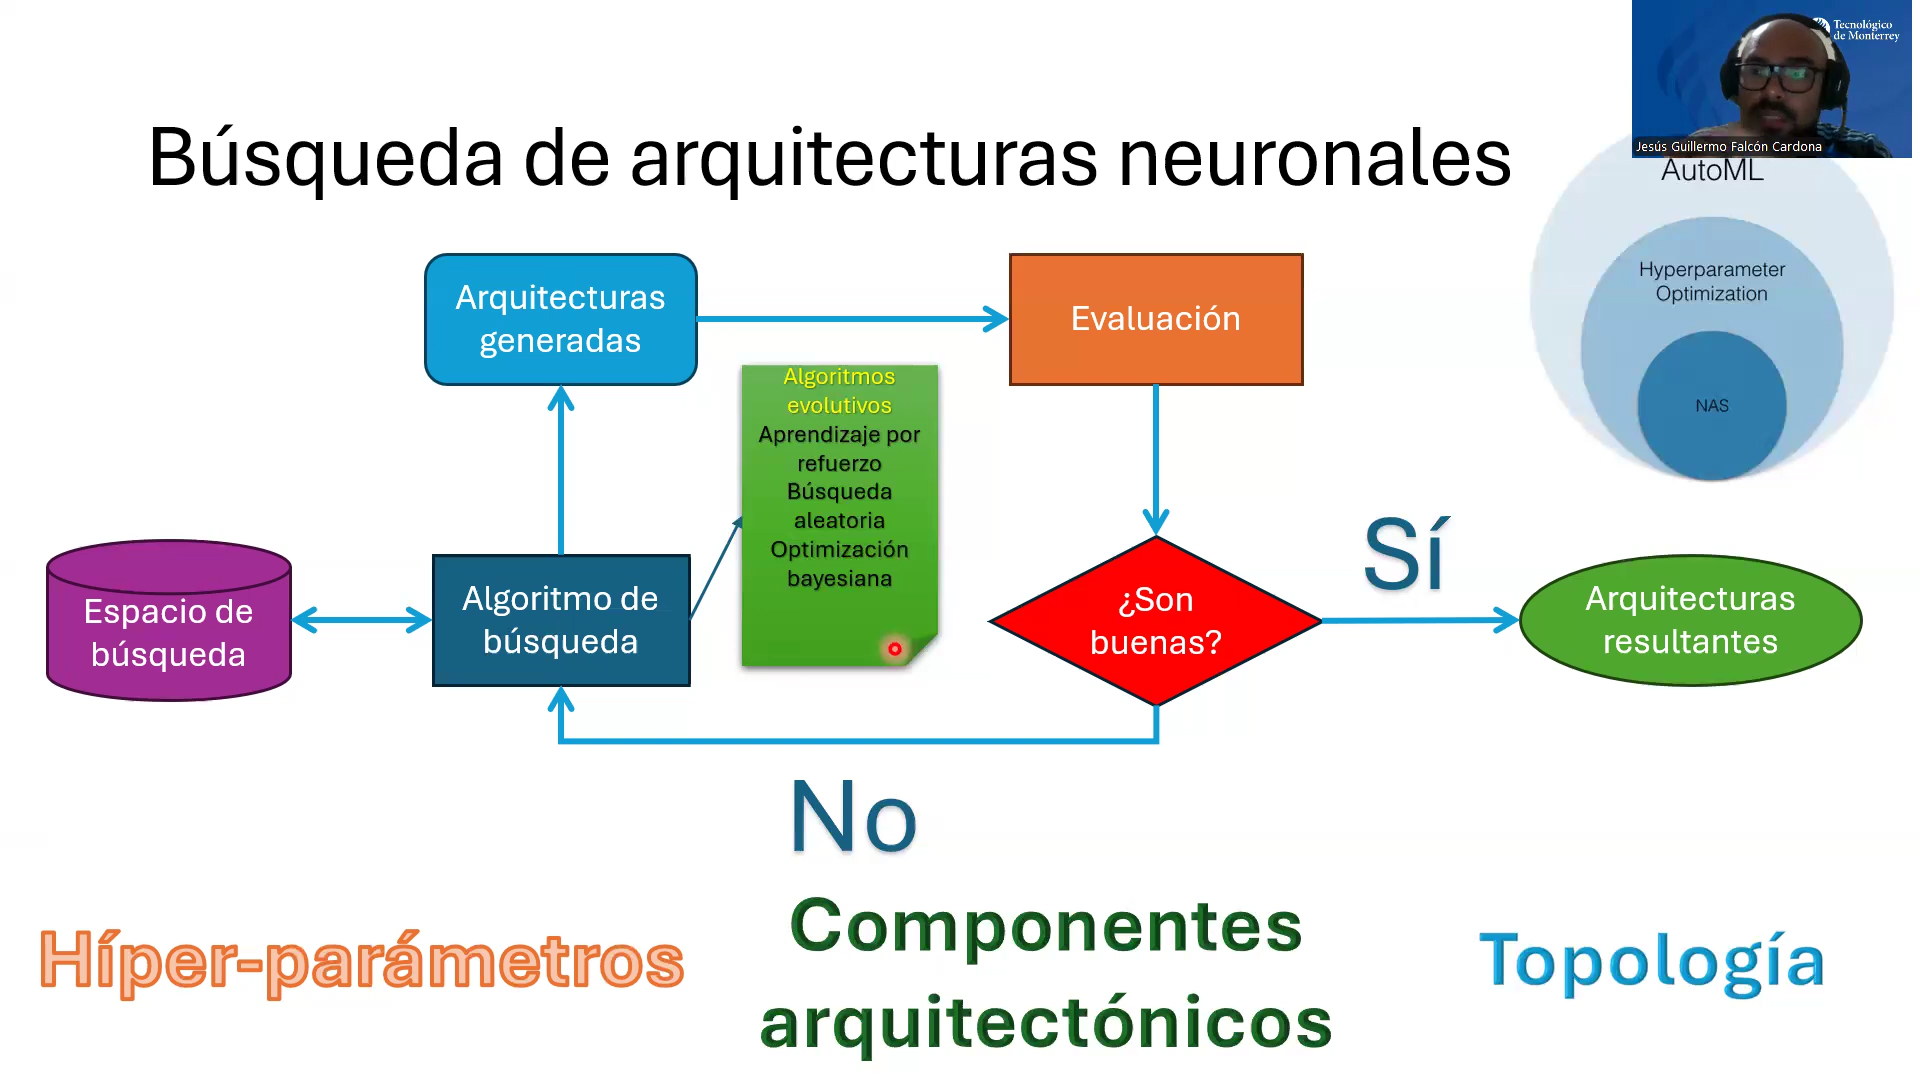 Tecnológico
de Monterrey
Jesús Guillermo Falcón Cardona
Búsqueda de arquitecturas neuronales
AutoML
Hyperparameter
Optimization
NAS
Arquitecturas
generadas
Evaluación
Algoritmos
evolutivos
Aprendizaje por
refuerzo
Búsqueda
aleatoria
Optimización
bayesiana
Espacio de
búsqueda
Algoritmo de
búsqueda
¿Son
buenas?
Sí
Arquitecturas
resultantes
No
Híper-parámetros
Componentes
arquitectónicos
Topología